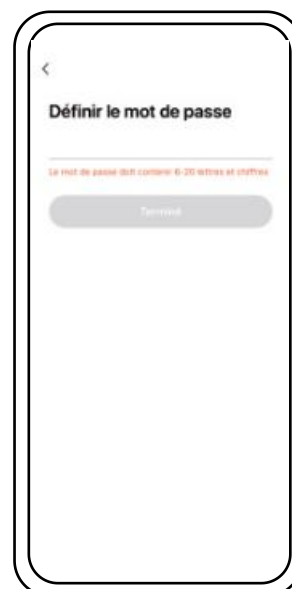 Définir le mot de passe
Le mot de passe doit contenir 6-20 lettres et chiffres
Terminé